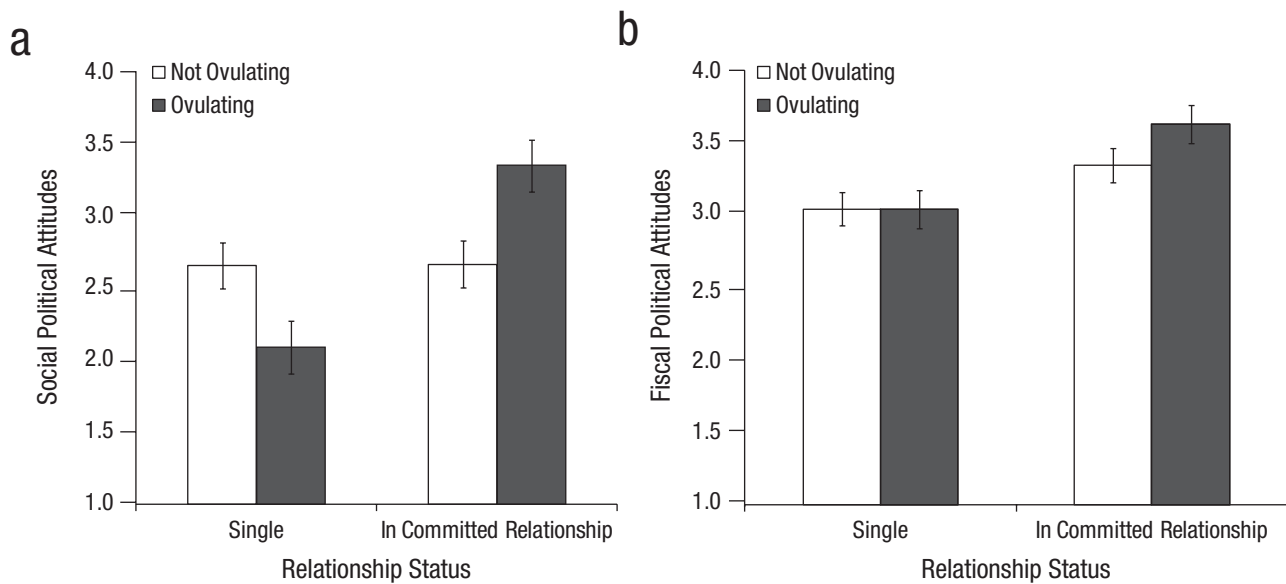 a
Not Ovulating
Ovulating
4.0
3.5
3.0
2.5
2.0
1.5
1.0
Social Political Attitudes
Single
In Committed Relationship
Relationship Status
b
Not Ovulating
Ovulating
4.0
3.5
3.0
2.5
2.0
1.5
1.0
Fiscal Political Attitudes
Single
In Committed Relationship
Relationship Status